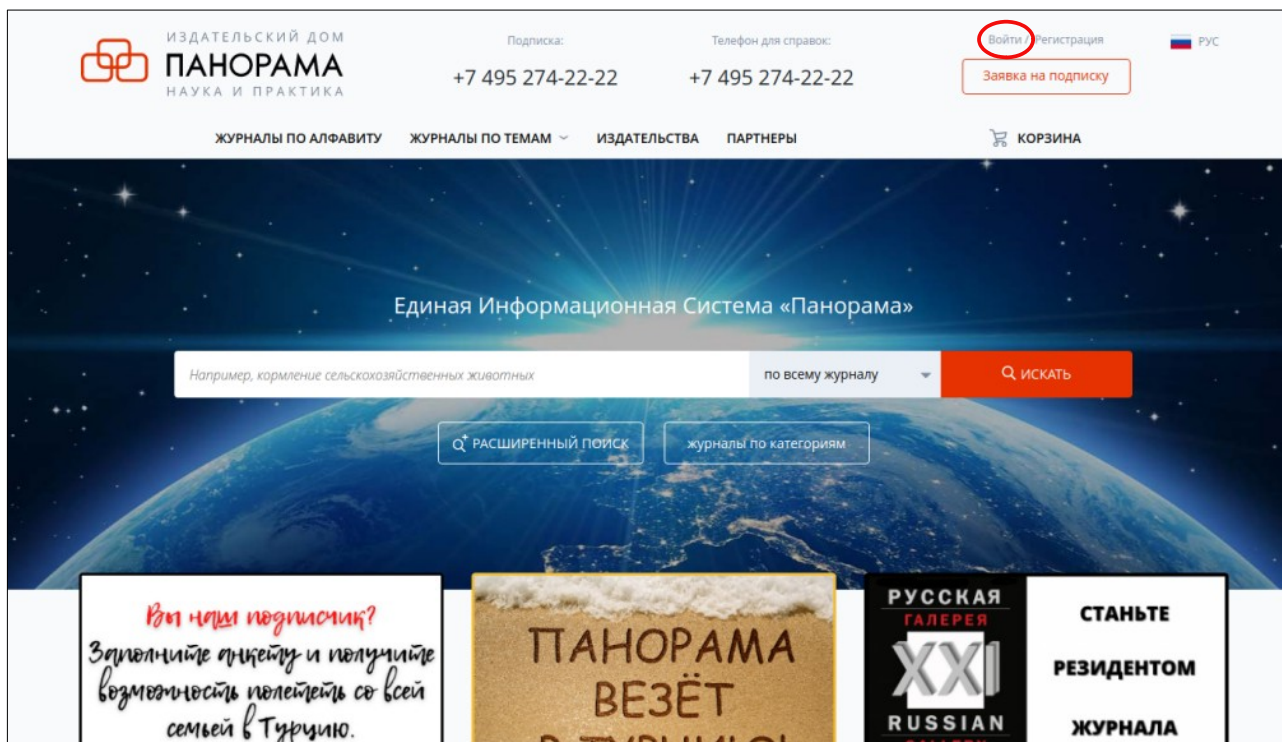 ИЗДАТЕЛЬСКИЙ ДОМ
ПАНОРАМА
НАУКА И ПРАКТИКА
Подписка:
+7 495 274-22-22
Телефон для справок:
+7 495 274-22-22
Войти / Регистрация
Заявка на подписку
РУС
ЖУРНАЛЫ ПО АЛФАВИТУ ЖУРНАЛЫ ПО ТЕМАМ ИЗДАТЕЛЬСТВА ПАРТНЕРЫ КОРЗИНА
Единая Информационная Система «Панорама»
Например, кормление сельскохозяйственных животных по всему журналу ИСКАТЬ
РАСШИРЕННЫЙ ПОИСК журналы по категориям
Вы наш подписчик?
Заполните анкету и получите
возможность полететь со всей
семьей в Турцию.
ПАНОРАМА
ВЕЗЁТ
В ТУРЦИЮ!
РУССКАЯ
ГАЛЕРЕЯ
XXI
RUSSIAN
GALLERY
СТАНЬТЕ
РЕЗИДЕНТОМ
ЖУРНАЛА